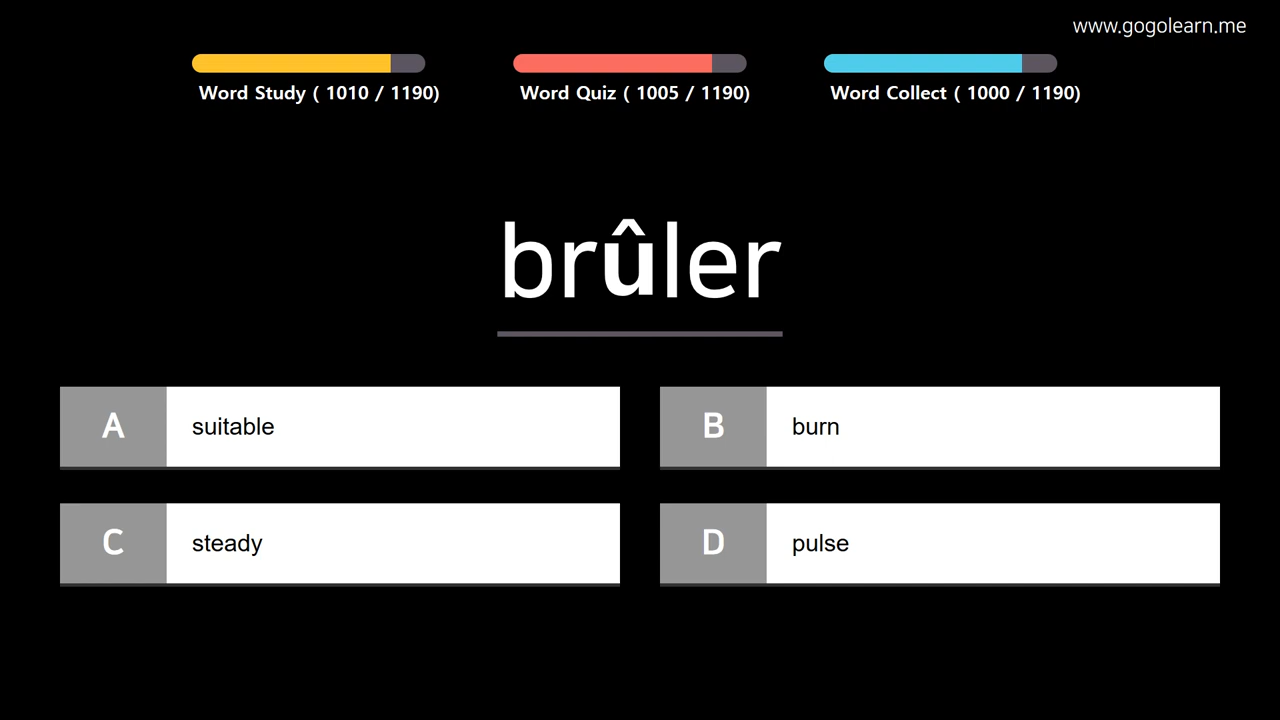 www.gogolearn.me
Word Study ( 1010 / 1190)
Word Quiz ( 1005 / 1190)
Word Collect ( 1000 / 1190)
brûler
A suitable
B burn
C steady
D pulse